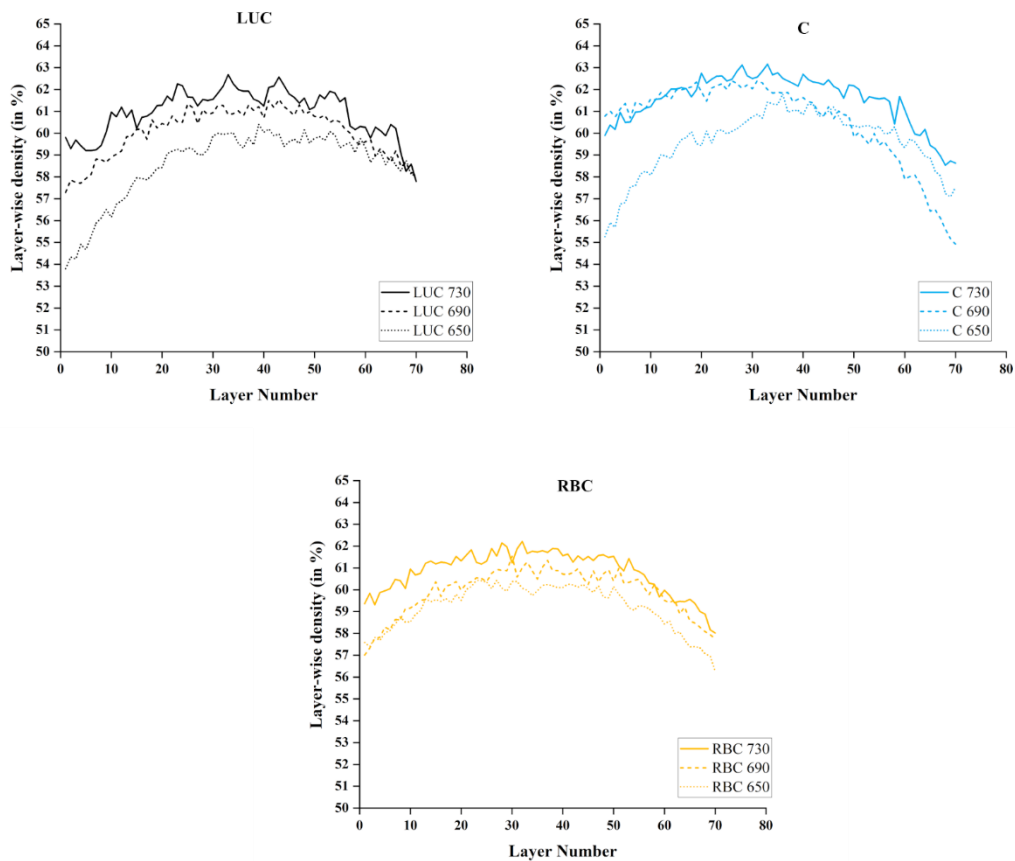 LUC
Layer-wise density (in %)
65
64
63
62
61
60
59
58
57
56
55
54
53
52
51
50
0 10 20 30 40 50 60 70 80
Layer Number
LUC 730
LUC 690
LUC 650
C
Layer-wise density (in %)
65
64
63
62
61
60
59
58
57
56
55
54
53
52
51
50
0 10 20 30 40 50 60 70 80
Layer Number
C 730
C 690
C 650
RBC
Layer-wise density (in %)
65
64
63
62
61
60
59
58
57
56
55
54
53
52
51
50
0 10 20 30 40 50 60 70 80
Layer Number
RBC 730
RBC 690
RBC 650